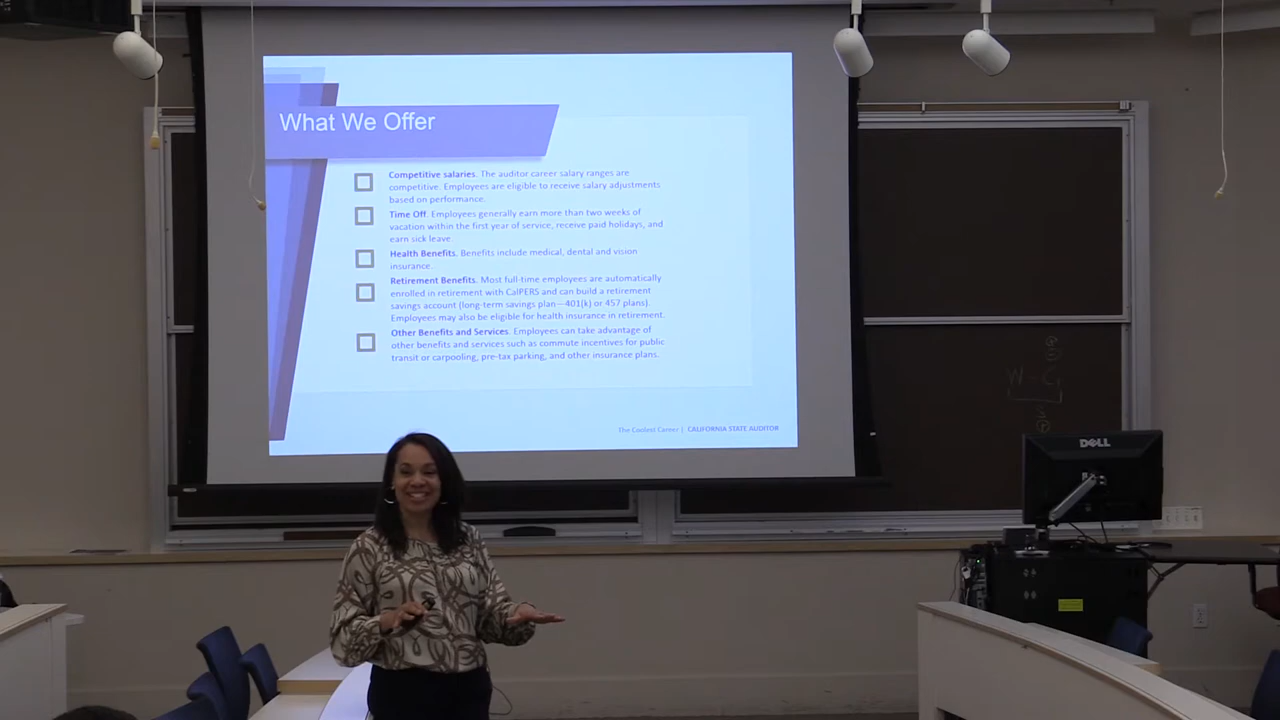 What We Offer
Competitive salaries. The auditor career salary ranges are
competitive. Employees are eligible to receive salary adjustments
based on performance.
Time Off. Employees generally earn more than two weeks of
vacation within the first year of service, receive paid holidays, and
earn sick leave.
Health Benefits. Benefits include medical, dental and vision
insurance.
Retirement Benefits. Most full-time employees are automatically
enrolled in retirement with CalPERS and can build a retirement
savings account (long-term savings plan—401(k) or 457 plans).
Employees may also be eligible for health insurance in retirement.
Other Benefits and Services. Employees can take advantage of
other benefits and services such as commute incentives for public
transit or carpooling, pre-tax parking, and other insurance plans.
The Coolest Career | CALIFORNIA STATE AUDITOR
W - C
DELL